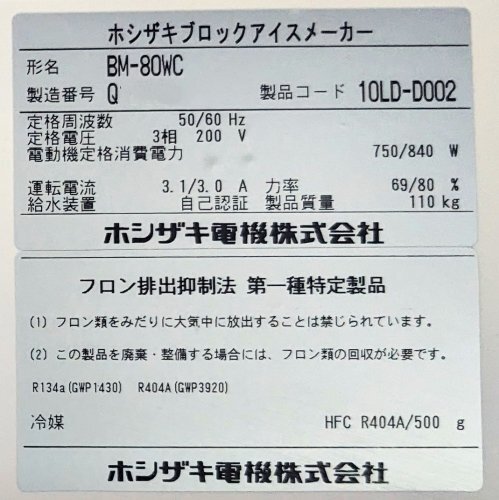 ホシザキブロックアイスメーカー
形名 BM-80WC
製造番号 Q 製品コード 10LD-D002
定格周波数 50/60 Hz
定格電圧 3相 200 V
電動機定格消費電力
750/840 W
運転電流 3.1/3.0 A 力率 69/80 %
給水装置 自己認証 製品質量 110 kg
ホシザキ電機株式会社
フロン排出抑制法 第一種特定製品
(1) フロン類をみだりに大気中に放出することは禁じられています。
(2) この製品を廃棄・整備する場合には、フロン類の回収が必要です。
R134a(GWP1430) R404A(GWP3920)
冷媒 HFC R404A/500 g
ホシザキ電機株式会社